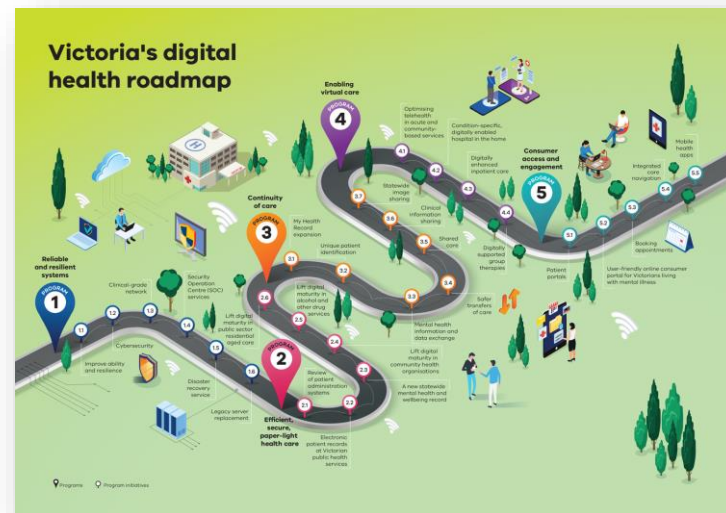 Victoria's digital
health roadmap
Reliable
and resilient
systems
PROGRAM
1
1.1
Improve ability
and resilience
1.2
Clinical-grade
network
1.3
Cybersecurity
1.4
Security
Operation
Centre (SOC)
services
1.5
Disaster
recovery
service
1.6
Legacy server
replacement
PROGRAM
2
Efficient,
secure,
paper-light
health care
2.1
Review
of patient
administration
systems
2.2
Electronic
patient records
at Victorian
public health
services
2.3
A new statewide
mental health and
wellbeing record
2.4
Lift digital
maturity in
community health
organisations
2.5
Lift digital
maturity in
alcohol and
other drug
services
2.6
Lift digital
maturity in
public sector
residential
aged care
Continuity
of care
PROGRAM
3
3.1
My Health
Record
expansion
3.2
Unique patient
identification
3.3
Mental health
information and
data exchange
3.4
Safer
transfers
of care
3.5
Shared care
3.6
Clinical
information
sharing
3.7
Statewide
image
sharing
Enabling
virtual care
PROGRAM
4
4.1
Optimising
telehealth
in acute and
community-
based services
4.2
Condition-specific,
digitally enabled
hospital in the home
4.3
Digitally
enhanced
inpatient care
4.4
Digitally
supported
group
therapies
Consumer
access and
engagement
PROGRAM
5
5.1
Patient
portals
5.2
User-friendly online consumer
portal for Victorians living
with mental illness
5.3
Booking
appointments
5.4
Integrated
care
navigation
5.5
Mobile
health
apps
Programs
Program initiatives